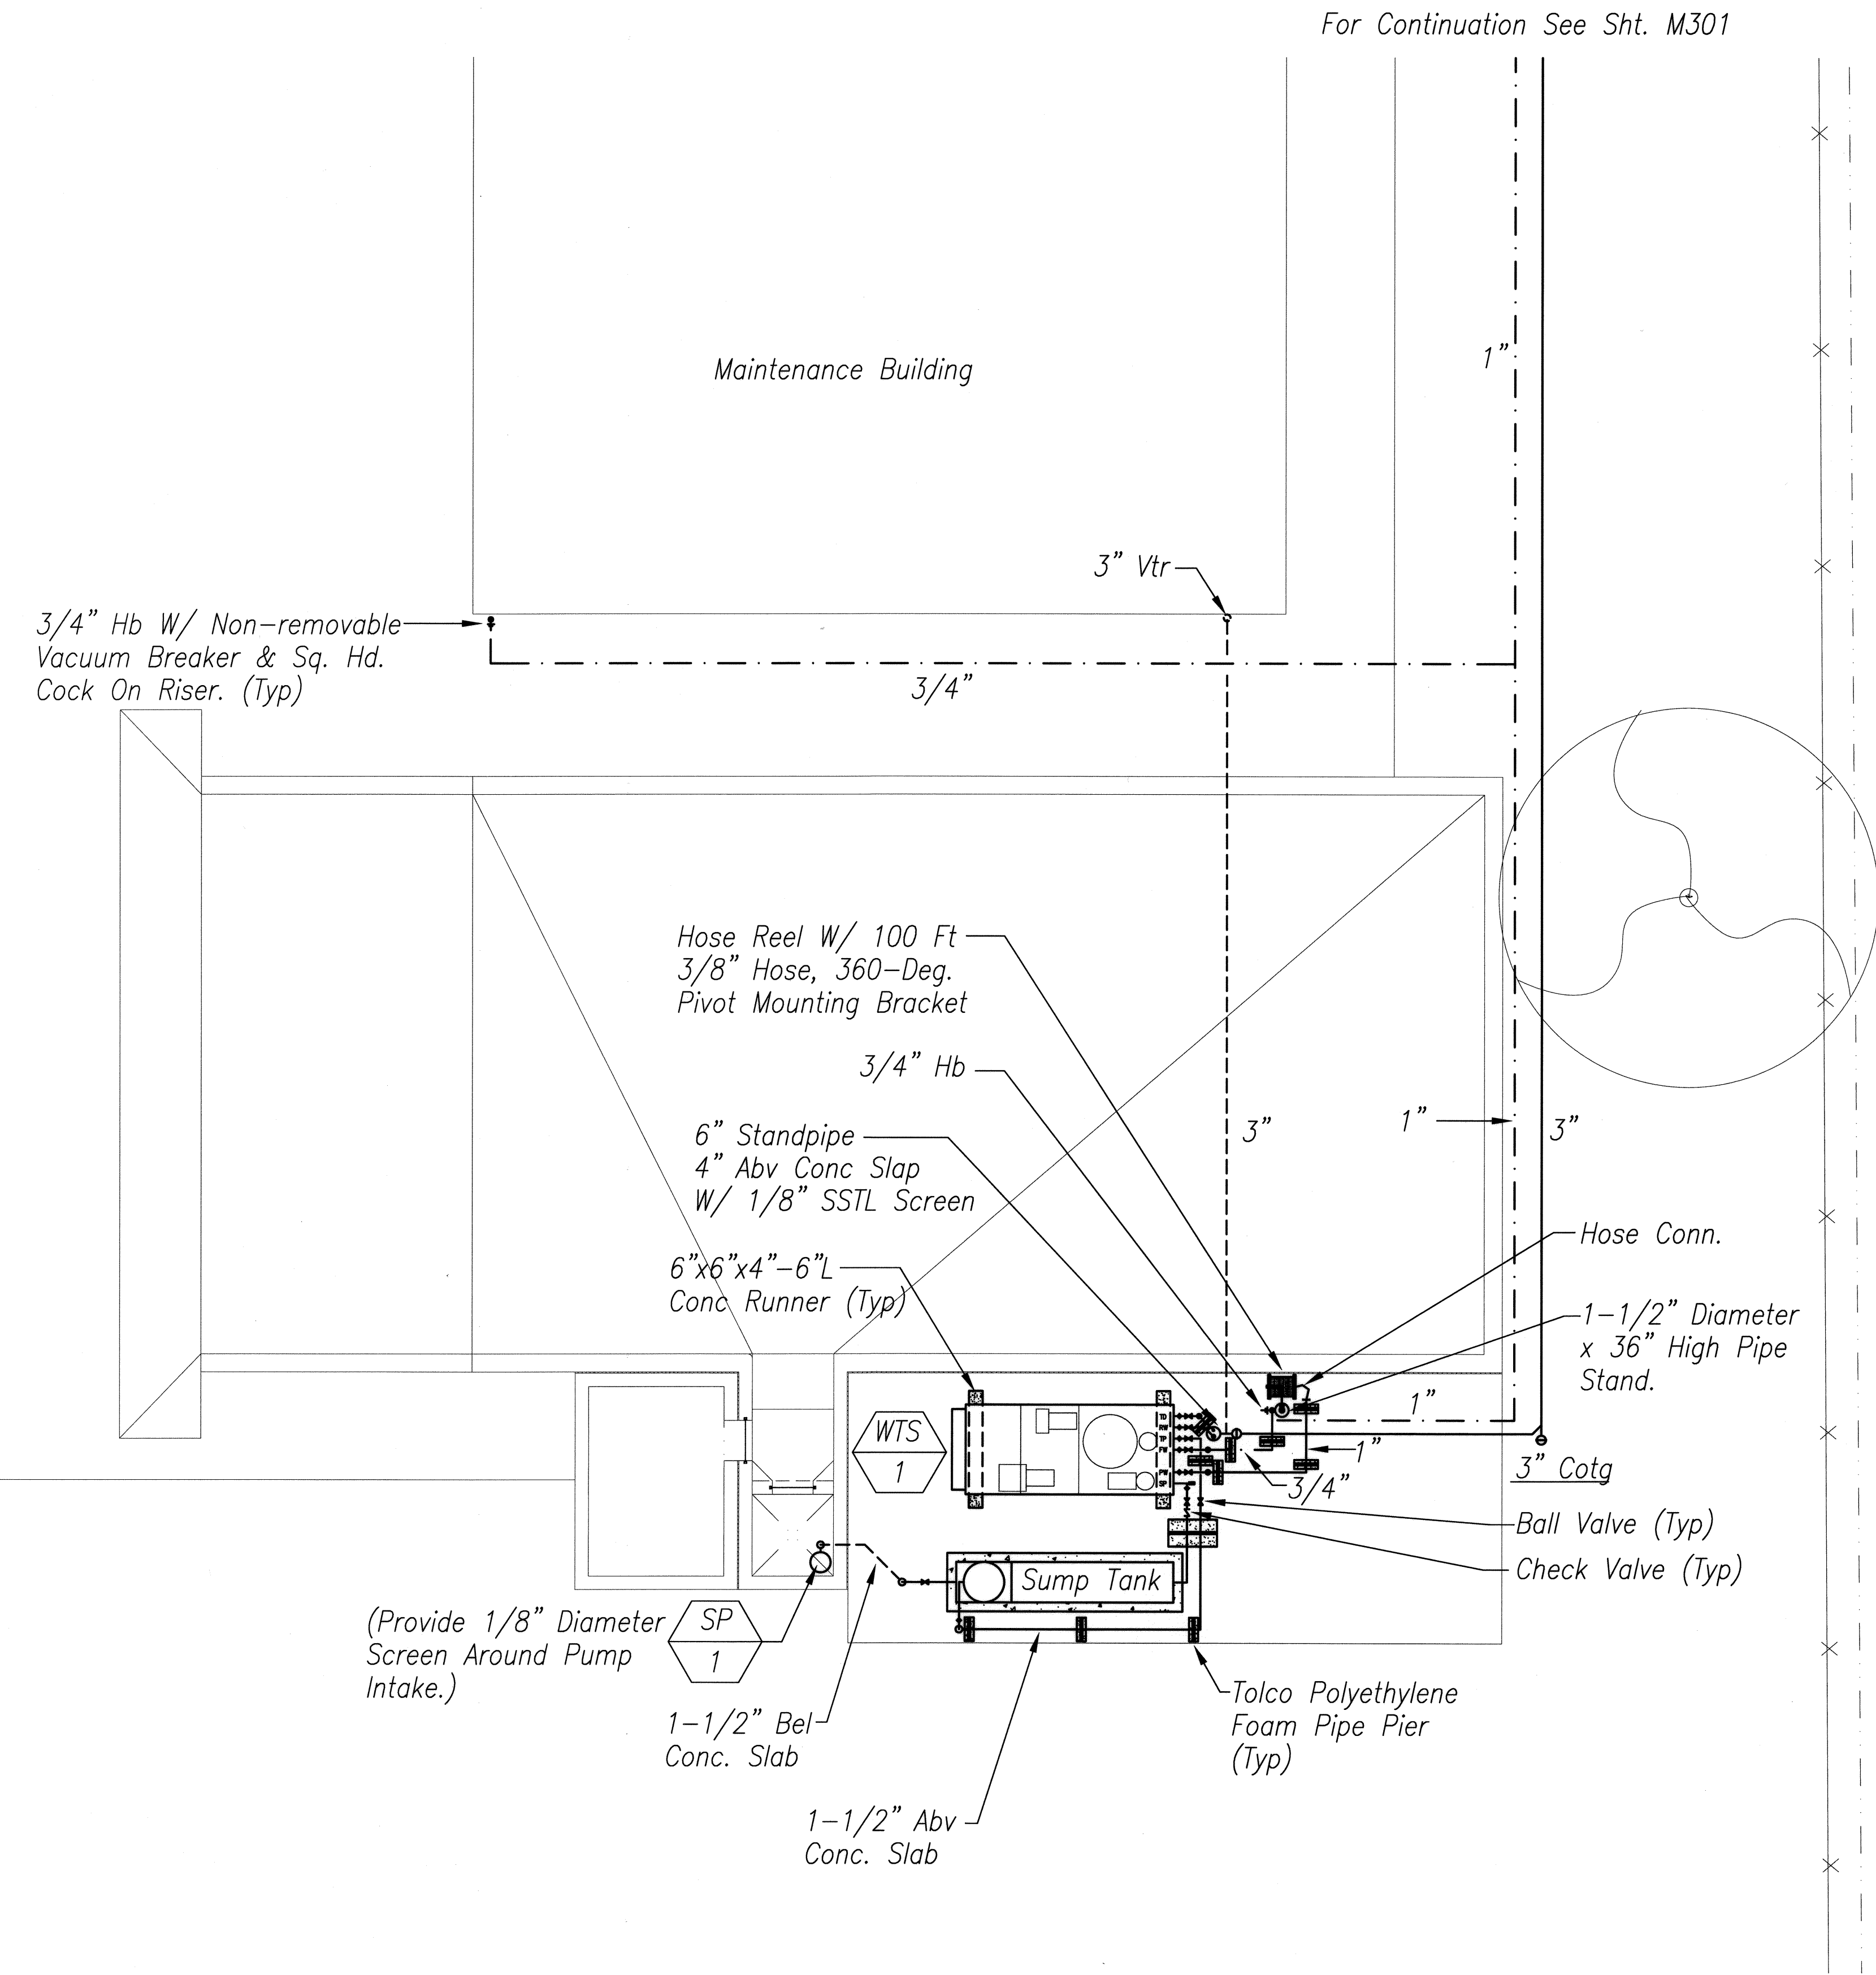 For Continuation See Sht. M301
1"
Maintenance Building
3" Vtr
3/4" Hb W/ Non-removable
Vacuum Breaker & Sq. Hd.
Cock On Riser. (Typ)
3/4"
Hose Reel W/ 100 Ft
3/8" Hose, 360-Deg.
Pivot Mounting Bracket
3/4" Hb
6" Standpipe
4" Abv Conc Slap
W/ 1/8" SSTL Screen
3"
1"
3"
6"x6"x4"-6"L
Conc Runner (Typ)
Hose Conn.
1-1/2" Diameter
x 36" High Pipe
Stand.
1"
WTS
1
TD
RW
TP
FW
PW
SP
1"
3/4"
3" Cotg
Ball Valve (Typ)
Check Valve (Typ)
Sump Tank
(Provide 1/8" Diameter
Screen Around Pump
Intake.)
SP
1
1-1/2" Bel
Conc. Slab
Tolco Polyethylene
Foam Pipe Pier
(Typ)
1-1/2" Abv
Conc. Slab